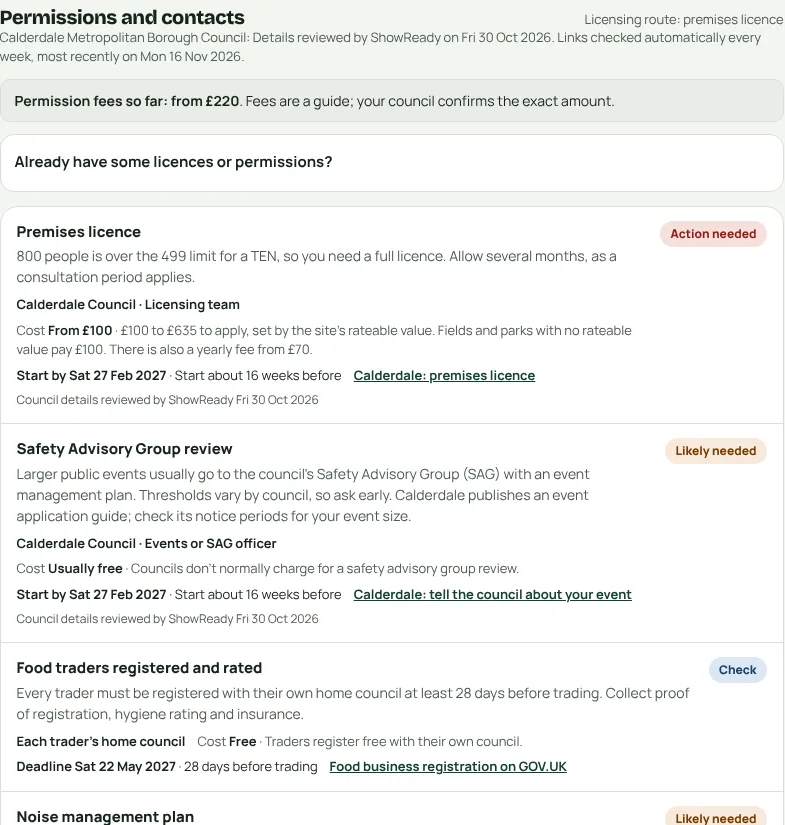 Permissions and contacts
Licensing route: premises licence
Calderdale Metropolitan Borough Council: Details reviewed by ShowReady on Fri 30 Oct 2026. Links checked automatically every
week, most recently on Mon 16 Nov 2026.
Permission fees so far: from £220. Fees are a guide; your council confirms the exact amount.
Already have some licences or permissions?
Premises licence
Action needed
800 people is over the 499 limit for a TEN, so you need a full licence. Allow several months, as a
consultation period applies.
Calderdale Council · Licensing team
Cost From £100 · £100 to £635 to apply, set by the site's rateable value. Fields and parks with no rateable
value pay £100. There is also a yearly fee from £70.
Start by Sat 27 Feb 2027 · Start about 16 weeks before Calderdale: premises licence
Council details reviewed by ShowReady Fri 30 Oct 2026
Safety Advisory Group review
Likely needed
Larger public events usually go to the council's Safety Advisory Group (SAG) with an event
management plan. Thresholds vary by council, so ask early. Calderdale publishes an event
application guide; check its notice periods for your event size.
Calderdale Council · Events or SAG officer
Cost Usually free · Councils don't normally charge for a safety advisory group review.
Start by Sat 27 Feb 2027 · Start about 16 weeks before Calderdale: tell the council about your event
Council details reviewed by ShowReady Fri 30 Oct 2026
Food traders registered and rated
Check
Every trader must be registered with their own home council at least 28 days before trading. Collect proof
of registration, hygiene rating and insurance.
Each trader's home council Cost Free · Traders register free with their own council.
Deadline Sat 22 May 2027 · 28 days before trading Food business registration on GOV.UK
Noise management plan
Likely needed